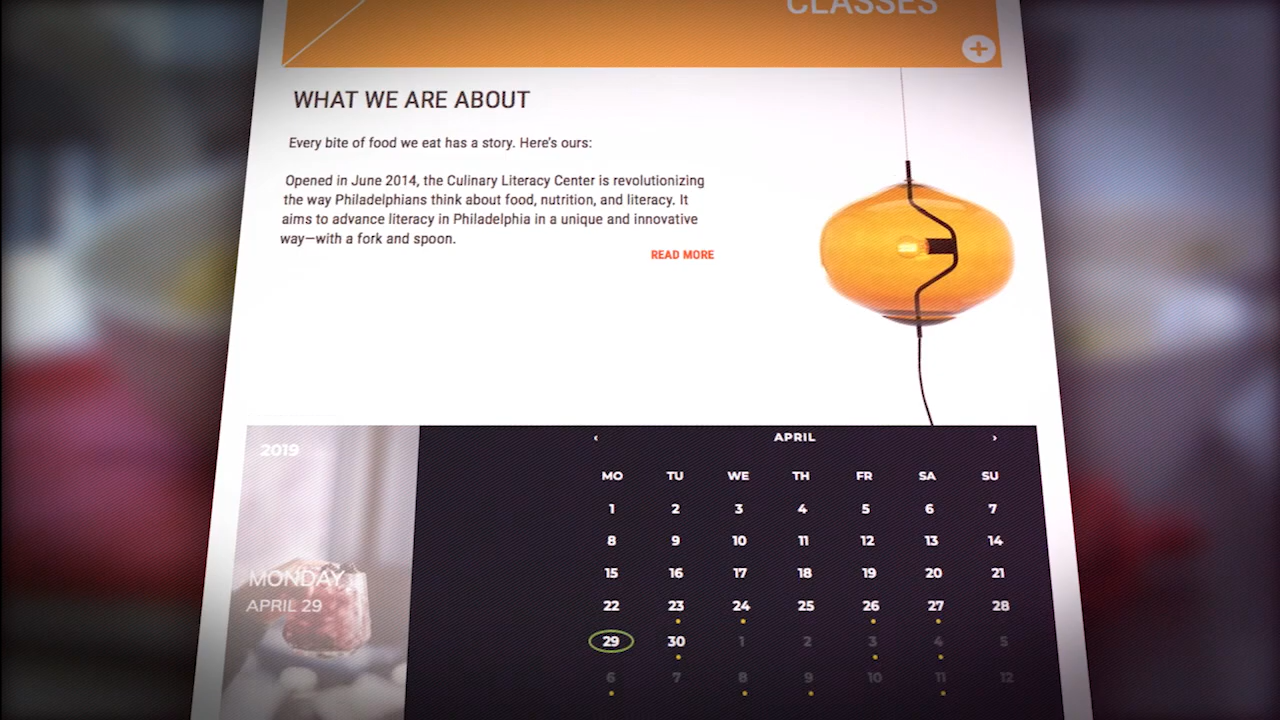 CLASSES
WHAT WE ARE ABOUT
Every bite of food we eat has a story. Here's ours:
Opened in June 2014, the Culinary Literacy Center is revolutionizing
the way Philadelphians think about food, nutrition, and literacy. It
aims to advance literacy in Philadelphia in a unique and innovative
way—with a fork and spoon.
READ MORE
2019
MONDAY
APRIL 29
‹ APRIL ›
MO TU WE TH FR SA SU
1 2 3 4 5 6 7
8 9 10 11 12 13 14
15 16 17 18 19 20 21
22 23 24 25 26 27 28
29 30 1 2 3 4 5
6 7 8 9 10 11 12